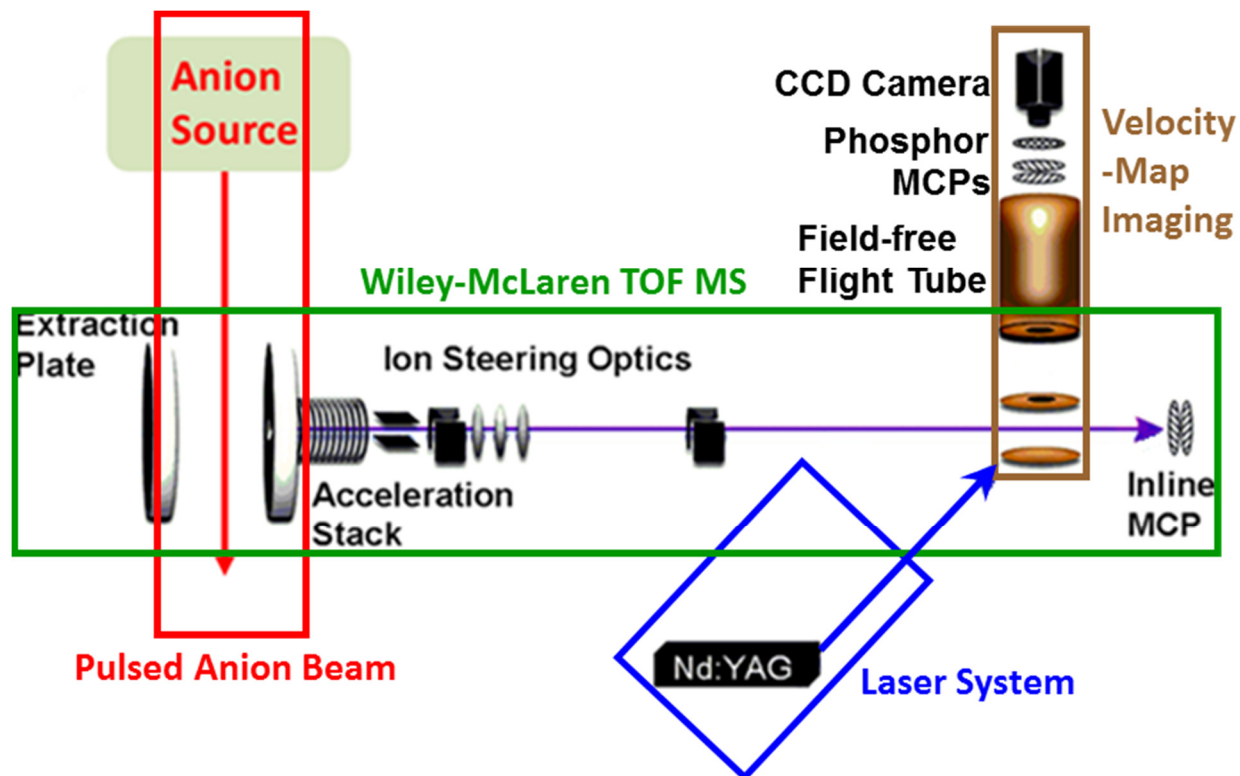 Anion
Source
CCD Camera
Phosphor
MCPs
Velocity
-Map
Imaging
Field-free
Flight Tube
Wiley-McLaren TOF MS
Extraction
Plate
Ion Steering Optics
Acceleration
Stack
Inline
MCP
Nd:YAG
Pulsed Anion Beam
Laser System